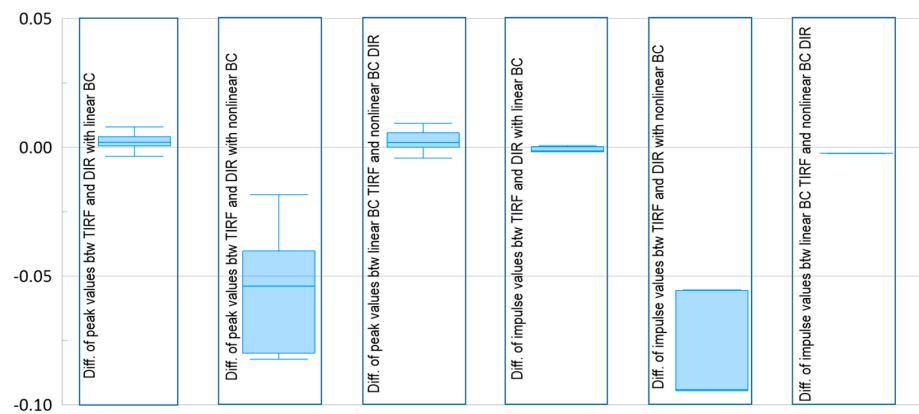 0.05
0.00
-0.05
-0.10
Diff. of peak values btw TIRF and DIR with linear BC
Diff. of peak values btw TIRF and DIR with nonlinear BC
Diff. of peak values btw linear BC TIRF and nonlinear BC DIR
Diff. of impulse values btw TIRF and DIR with linear BC
Diff. of impulse values btw TIRF and DIR with nonlinear BC
Diff. of impulse values btw linear BC TIRF and nonlinear BC DIR